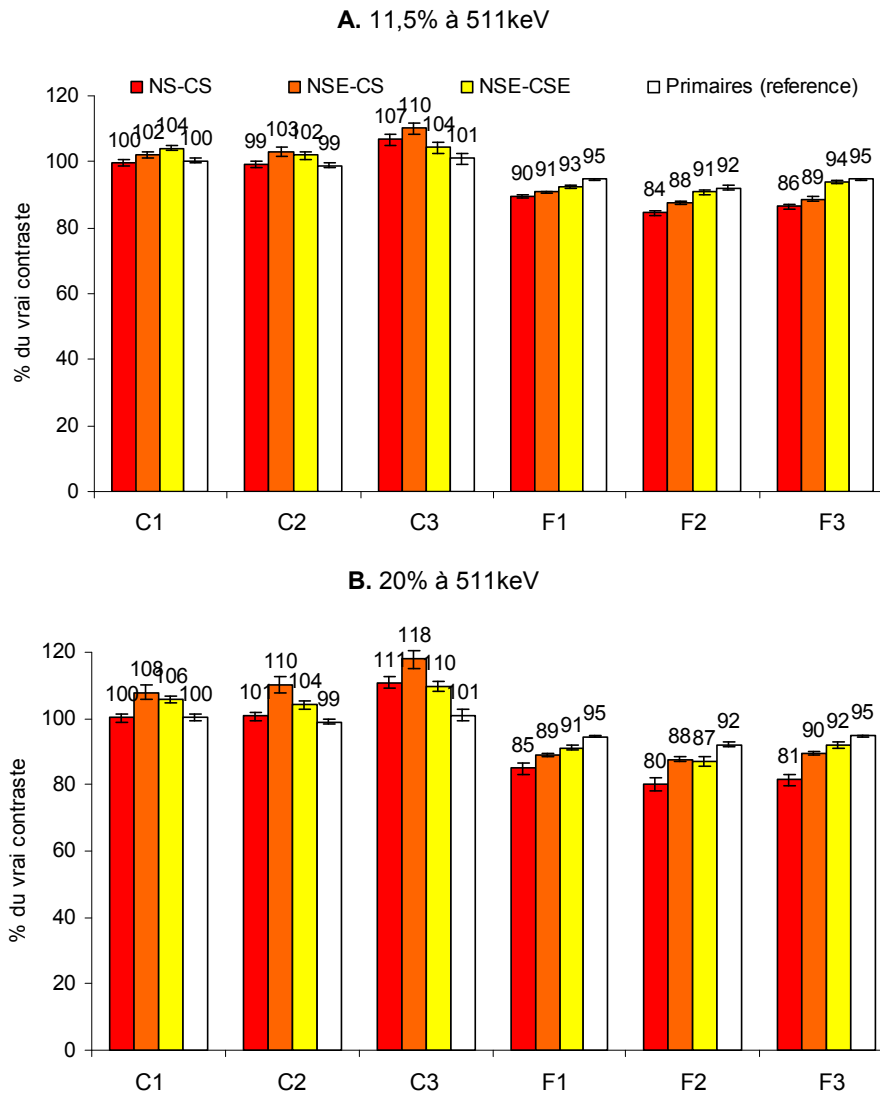 A. 11,5% à 511keV
NS-CS NSE-CS NSE-CSE Primaires (reference)
% du vrai contraste
120
100
80
60
40
20
0
100 102 104 100
99 103 102 99
107 110 104 101
90 91 93 95
84 88 91 92
86 89 94 95
C1 C2 C3 F1 F2 F3
B. 20% à 511keV
% du vrai contraste
120
100
80
60
40
20
0
100 108 106 100
101 110 104 99
111 118 110 101
85 89 91 95
80 88 87 92
81 90 92 95
C1 C2 C3 F1 F2 F3